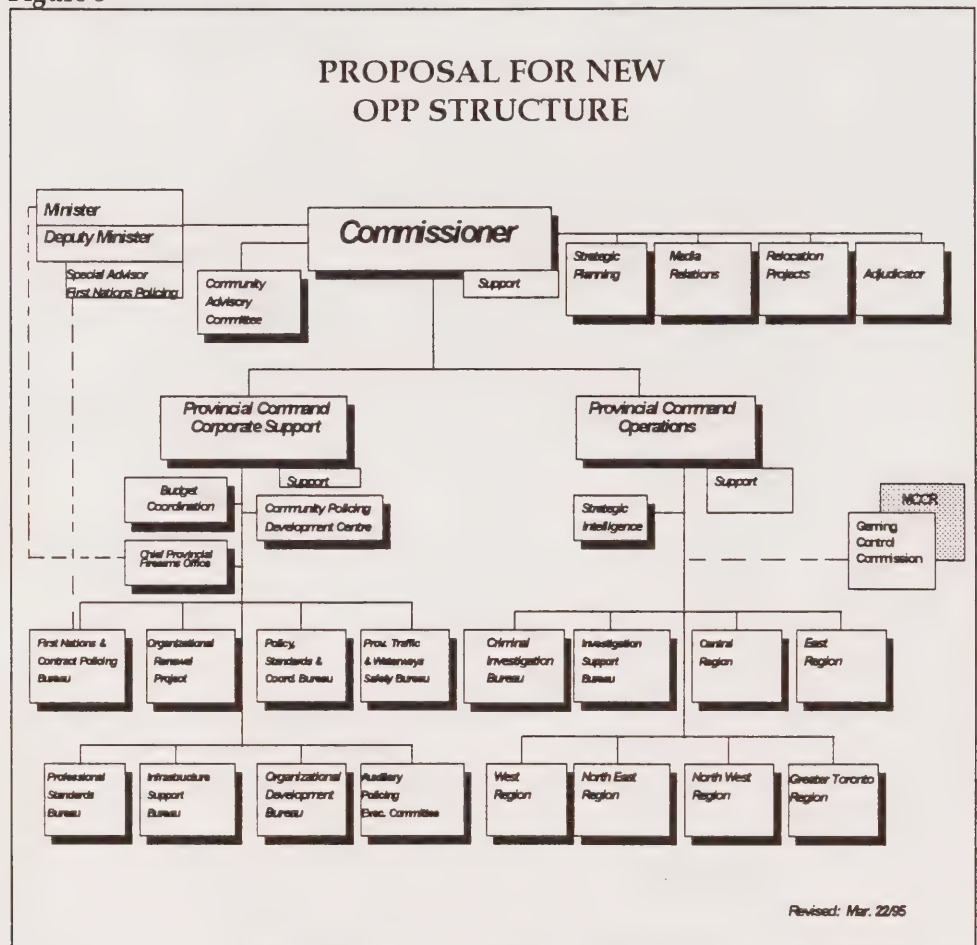 PROPOSAL FOR NEW
OPP STRUCTURE
Minister
Deputy Minister
Special Advisor
First Nations Policing
Commissioner
Support
Community
Advisory
Committee
Strategic
Planning
Media
Relations
Relocation
Projects
Adjudicator
Provincial Command
Corporate Support
Support
Budget
Coordination
Community Policing
Development Centre
Chief Provincial
Firearms Office
Provincial Command
Operations
Support
Strategic
Intelligence
MCCR
Gaming
Control
Commission
First Nations &
Contract Policing
Bureau
Organizational
Renewal
Project
Policy,
Standards &
Coord. Bureau
Prov. Traffic
& Waterways
Safety Bureau
Criminal
Investigation
Bureau
Investigation
Support
Bureau
Central
Region
East
Region
Professional
Standards
Bureau
Infrastructure
Support
Bureau
Organizational
Development
Bureau
Auxiliary
Policing
Exec. Committee
West
Region
North East
Region
North West
Region
Greater Toronto
Region
Revised: Mar. 22/95